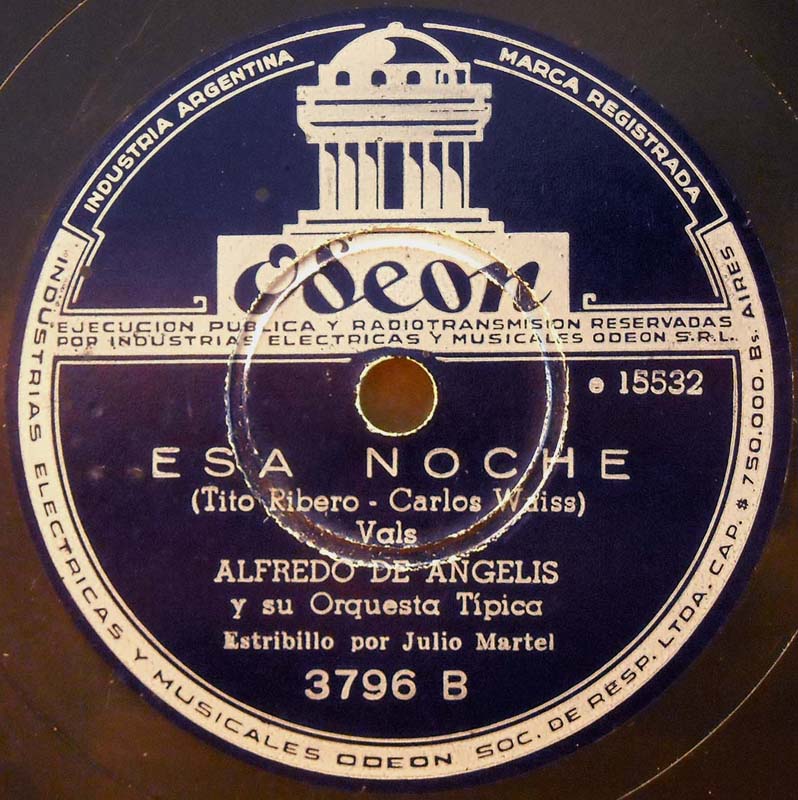 INDUSTRIA ARGENTINA
MARCA REGISTRADA
Odeon
EJECUCION PUBLICA Y RADIOTRANSMISION RESERVADAS
POR INDUSTRIAS ELECTRICAS Y MUSICALES ODEON S.R.L.
15532
ESA NOCHE
(Tito Ribero - Carlos Waiss)
Vals
ALFREDO DE ANGELIS
y su Orquesta Típica
Estribillo por Julio Martel
3796 B
INDUSTRIAS ELECTRICAS Y MUSICALES ODEON SOC. DE RESP. LTDA. CAP. $ 750.000. Bs. AIRES